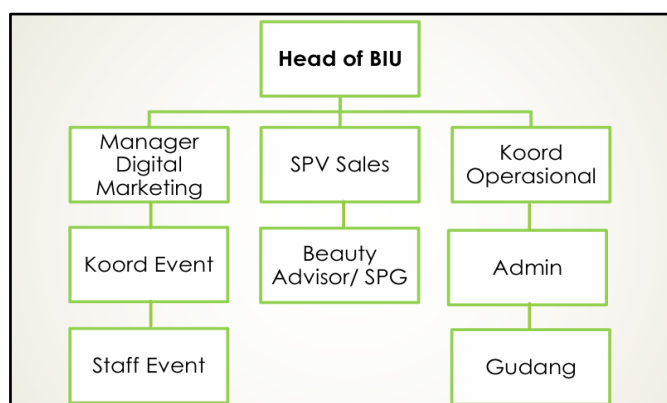 Head of BIU
Manager
Digital
Marketing
SPV Sales
Koord
Operasional
Koord Event
Beauty
Advisor/ SPG
Admin
Staff Event
Gudang